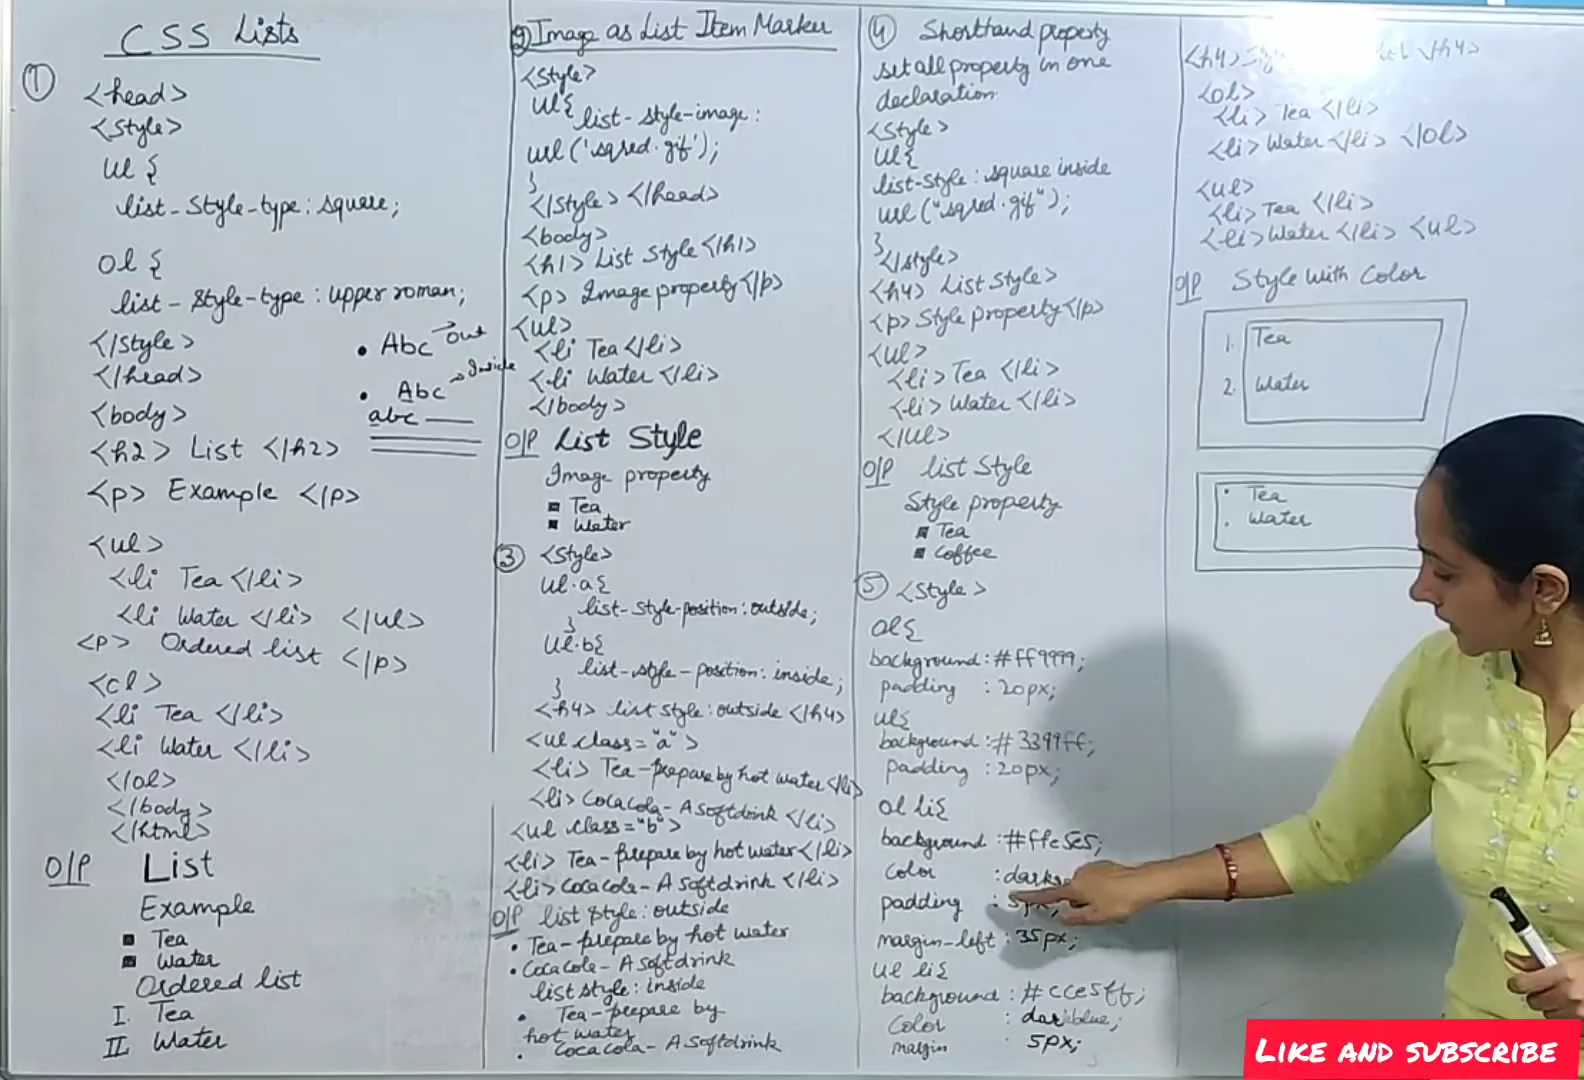 CSS Lists
①
<head>
<style>
ul {
list-style-type: square;
ol {
list-style-type: upper roman;
</style>
</head>
<body>
<h2> List </h2>
<p> Example </p>
<ul>
<li Tea </li>
<li Water </li> </ul>
<p> Ordered list </p>
<cl>
<li Tea </li>
<li Water </li>
</ol>
</body>
</html>
O/P List
Example
▪ Tea
▪ Water
Ordered list
I. Tea
II Water
• Abc → out
• Abc → Inside
abc
Image as List Item Marker
<style>
ul{
list-style-image:
url('sqred.gif');
}
</style> </head>
<body>
<h1> List Style </h1>
<p> Image property </p>
<ul>
<li Tea </li>
<li Water </li>
</body>
O/P List Style
Image property
▪ Tea
▪ Water
③ <style>
ul.a{
list-style-position: outside;
}
ul.b{
list-style-position: inside;
}
<h4> list style: outside </h4>
<ul class="a">
<li> Tea-prepare by hot water </li>
<li> Cocacola- A softdrink </li>
<ul class="b">
<li> Tea-prepare by hot water </li>
<li> Cocacola- A softdrink </li>
O/P list style: outside
• Tea-prepare by hot water
• Cocacole- A softdrink
list style: inside
• Tea-prepare by
hot water
• Cocacola- A softdrink
④ Shorthand property
set all property in one
declaration.
<style>
ul{
list-style: square inside
url("sqred.gif");
}
</style>
<h4> List Style>
<p> Style property </p>
<ul>
<li> Tea </li>
<li> Water </li>
</ul>
O/P list Style
Style property
▪ Tea
▪ Coffee
⑤ <style>
ol{
background: #ff9999;
padding : 20px;
ul{
background: #3399ff;
padding : 20px;
ol li{
background: #ffe5e5;
color :
padding : 5px;
margin-left: 35px;
ul li{
background: #cce5ff;
color : darkblue;
margin : 5px;
<h4> </h4>
<ol>
<li> Tea </li>
<li> Water </li> </ol>
<ul>
<li> Tea </li>
<li> Water </li> <ul>
O/P Style with Color
1. Tea
2. Water
• Tea
• Water
LIKE AND SUBSCRIBE